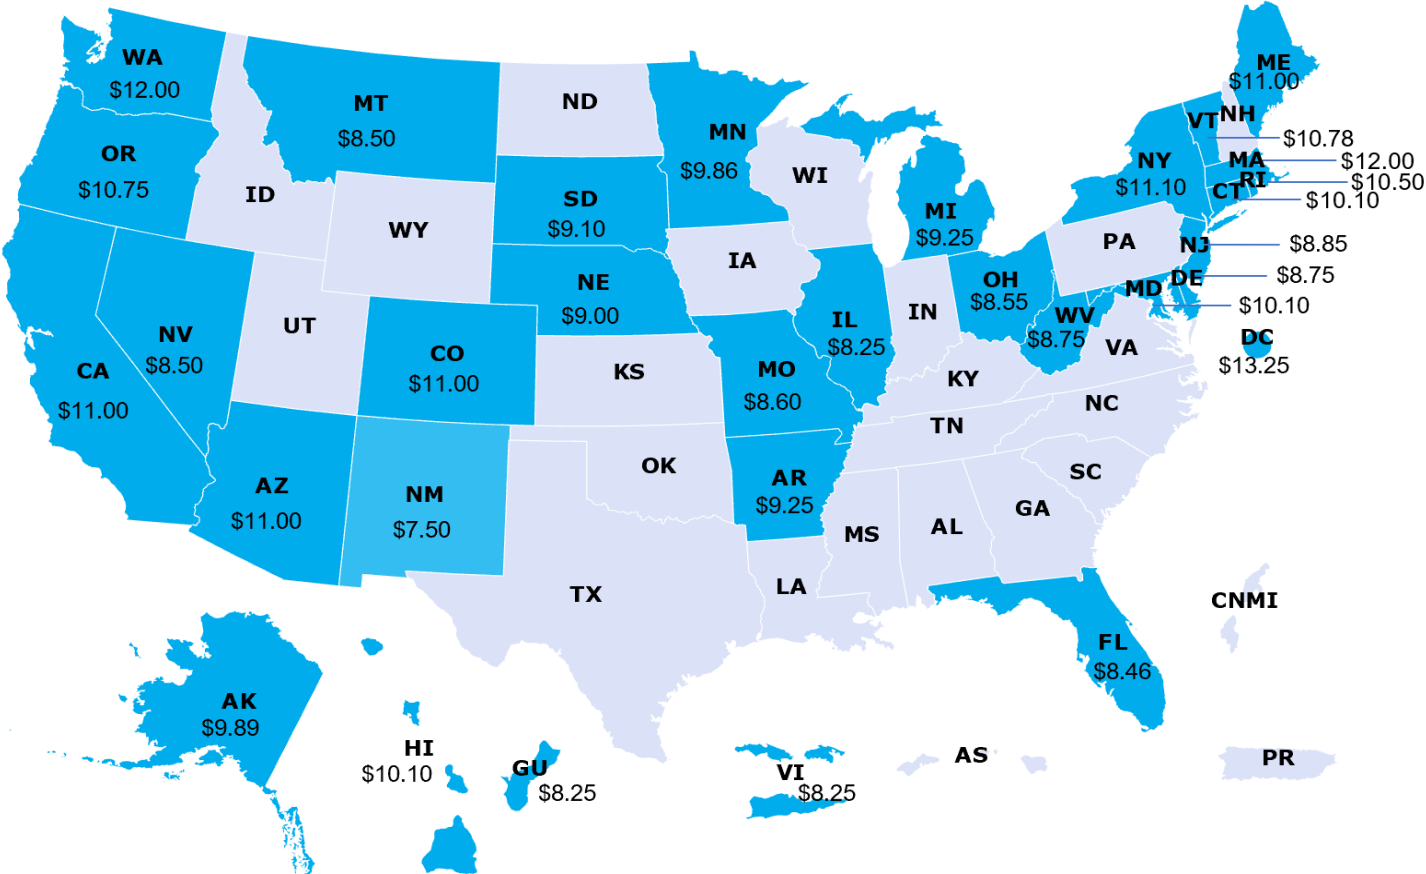 WA
$12.00
MT
$8.50
ND
MN
$9.86
OR
$10.75
ID
WY
SD
$9.10
WI
MI
$9.25
ME
$11.00
VT
NH
$10.78
NY
$11.10
MA
$12.00
RI
$10.50
CT
$10.10
PA
NJ
$8.85
DE
$8.75
MD
$10.10
DC
$13.25
NV
$8.50
UT
CA
$11.00
CO
$11.00
NE
$9.00
IA
KS
MO
$8.60
IL
$8.25
IN
OH
$8.55
WV
$8.75
VA
KY
NC
TN
AZ
$11.00
NM
$7.50
OK
AR
$9.25
SC
MS
AL
GA
TX
LA
FL
$8.46
CNMI
AK
$9.89
HI
$10.10
GU
$8.25
VI
$8.25
AS
PR